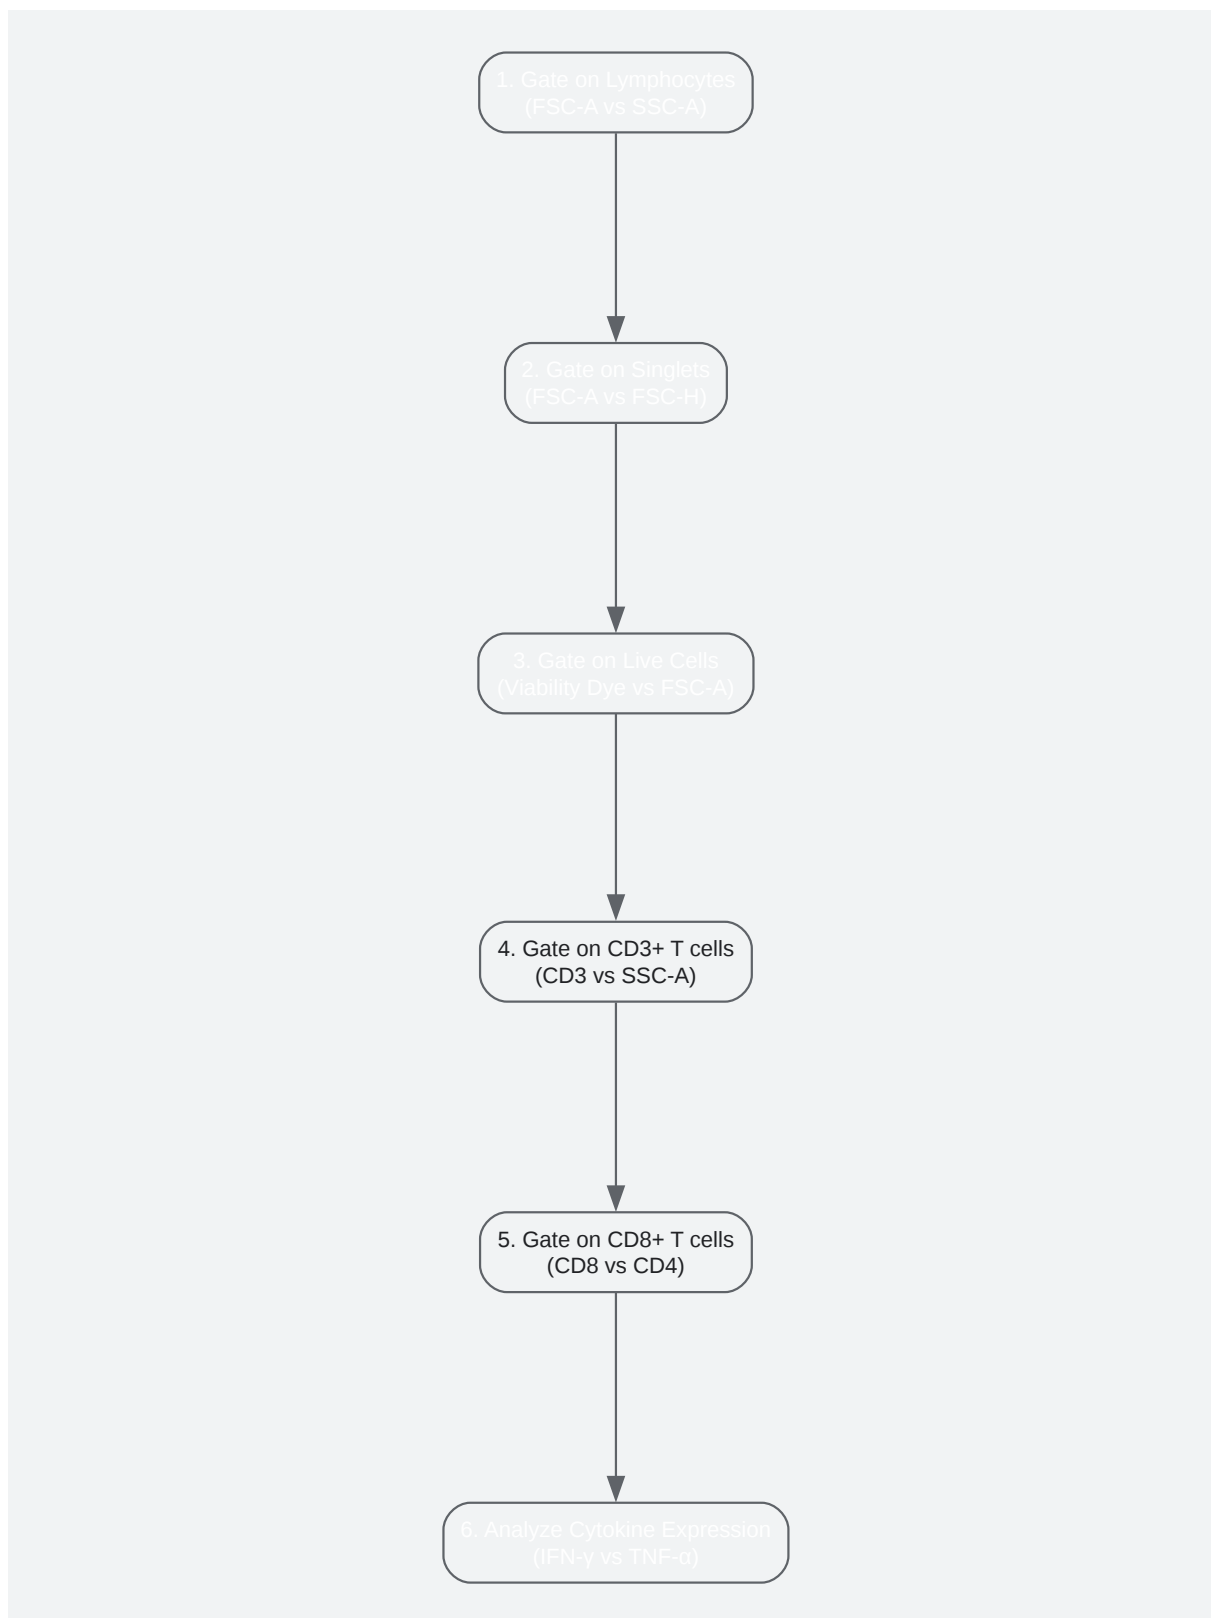 1. Gate on Lymphocytes
(FSC-A vs SSC-A)
2. Gate on Singlets
(FSC-A vs FSC-H)
3. Gate on Live Cells
(Viability Dye vs FSC-A)
4. Gate on CD3+ T cells
(CD3 vs SSC-A)
5. Gate on CD8+ T cells
(CD8 vs CD4)
6. Analyze Cytokine Expression
(IFN-γ vs TNF-α)